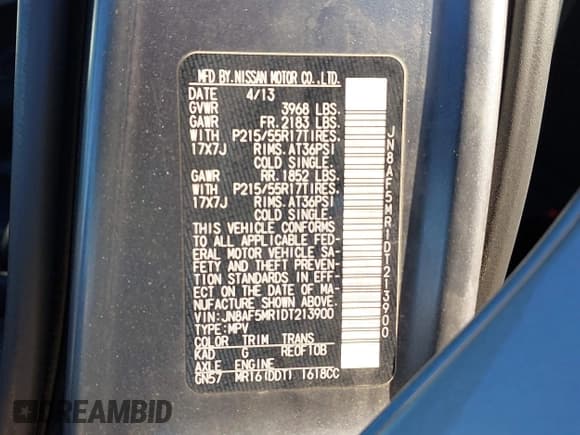 MFD BY.NISSAN MOTOR CO.,LTD.
DATE 4/13
GVWR 3968 LBS.
GAWR FR.2183 LBS.
WITH P215/55R17TIRES.
17X7J RIMS.AT36PSI
COLD SINGLE.
GAWR RR.1852 LBS.
WITH P215/55R17TIRES.
17X7J RIMS.AT36PSI
COLD SINGLE.
THIS VEHICLE CONFORMS
TO ALL APPLICABLE FED-
ERAL MOTOR VEHICLE SA-
FETY AND THEFT PREVEN-
TION STANDARDS IN EFF-
ECT ON THE DATE OF MA-
NUFACTURE SHOWN ABOVE.
VIN:JN8AF5MR1DT213900
TYPE:MPV
COLOR TRIM TRANS
KAD G RE0F10B
AXLE ENGINE
GN57 MR16(DDT) 1618CC
JN8AF5MR1DT213900
DREAMBID